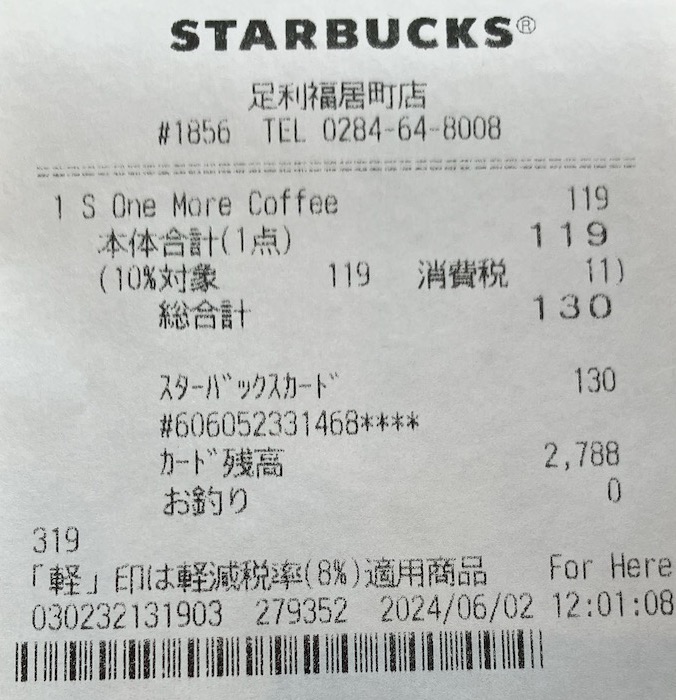 STARBUCKS®
足利福居町店
#1856 TEL 0284-64-8008
1 S One More Coffee 119
本体合計(1点) 119
(10%対象 119 消費税 11)
総合計 130
ｽﾀｰﾊﾞｯｸｽｶｰﾄﾞ 130
#606052331468****
ｶｰﾄﾞ残高 2,788
お釣り 0
319
「軽」印は軽減税率(8%)適用商品 For Here
030232131903 279352 2024/06/02 12:01:08